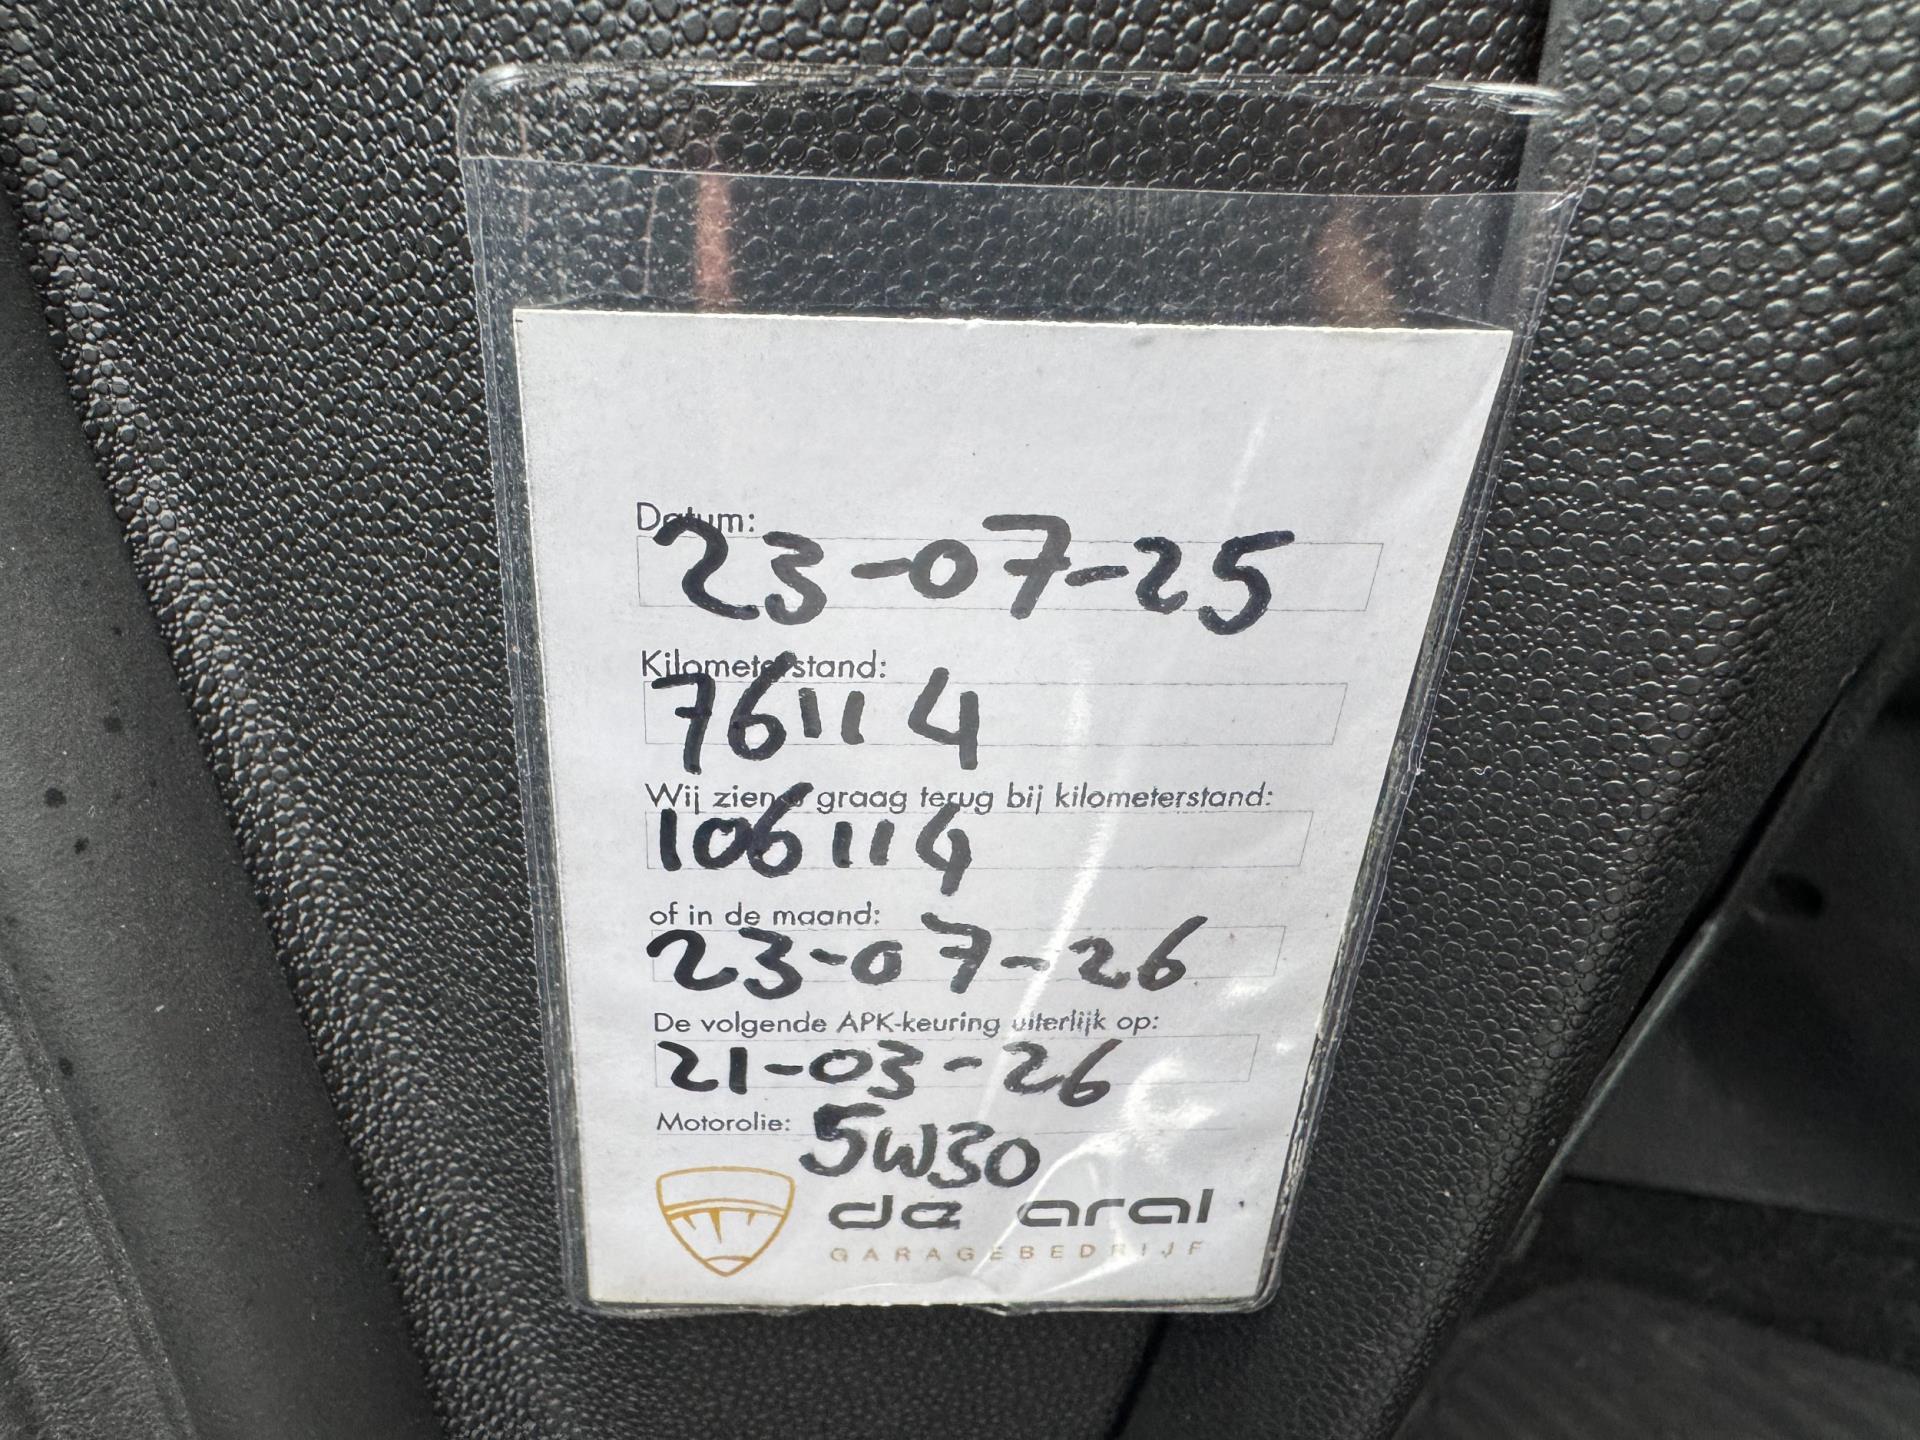 Datum:
23-07-25
Kilometerstand:
76114
Wij zien u graag terug bij kilometerstand:
106114
of in de maand:
23-07-26
De volgende APK-keuring uiterlijk op:
21-03-26
Motorolie: 5W30
de aral
GARAGEBEDRIJF